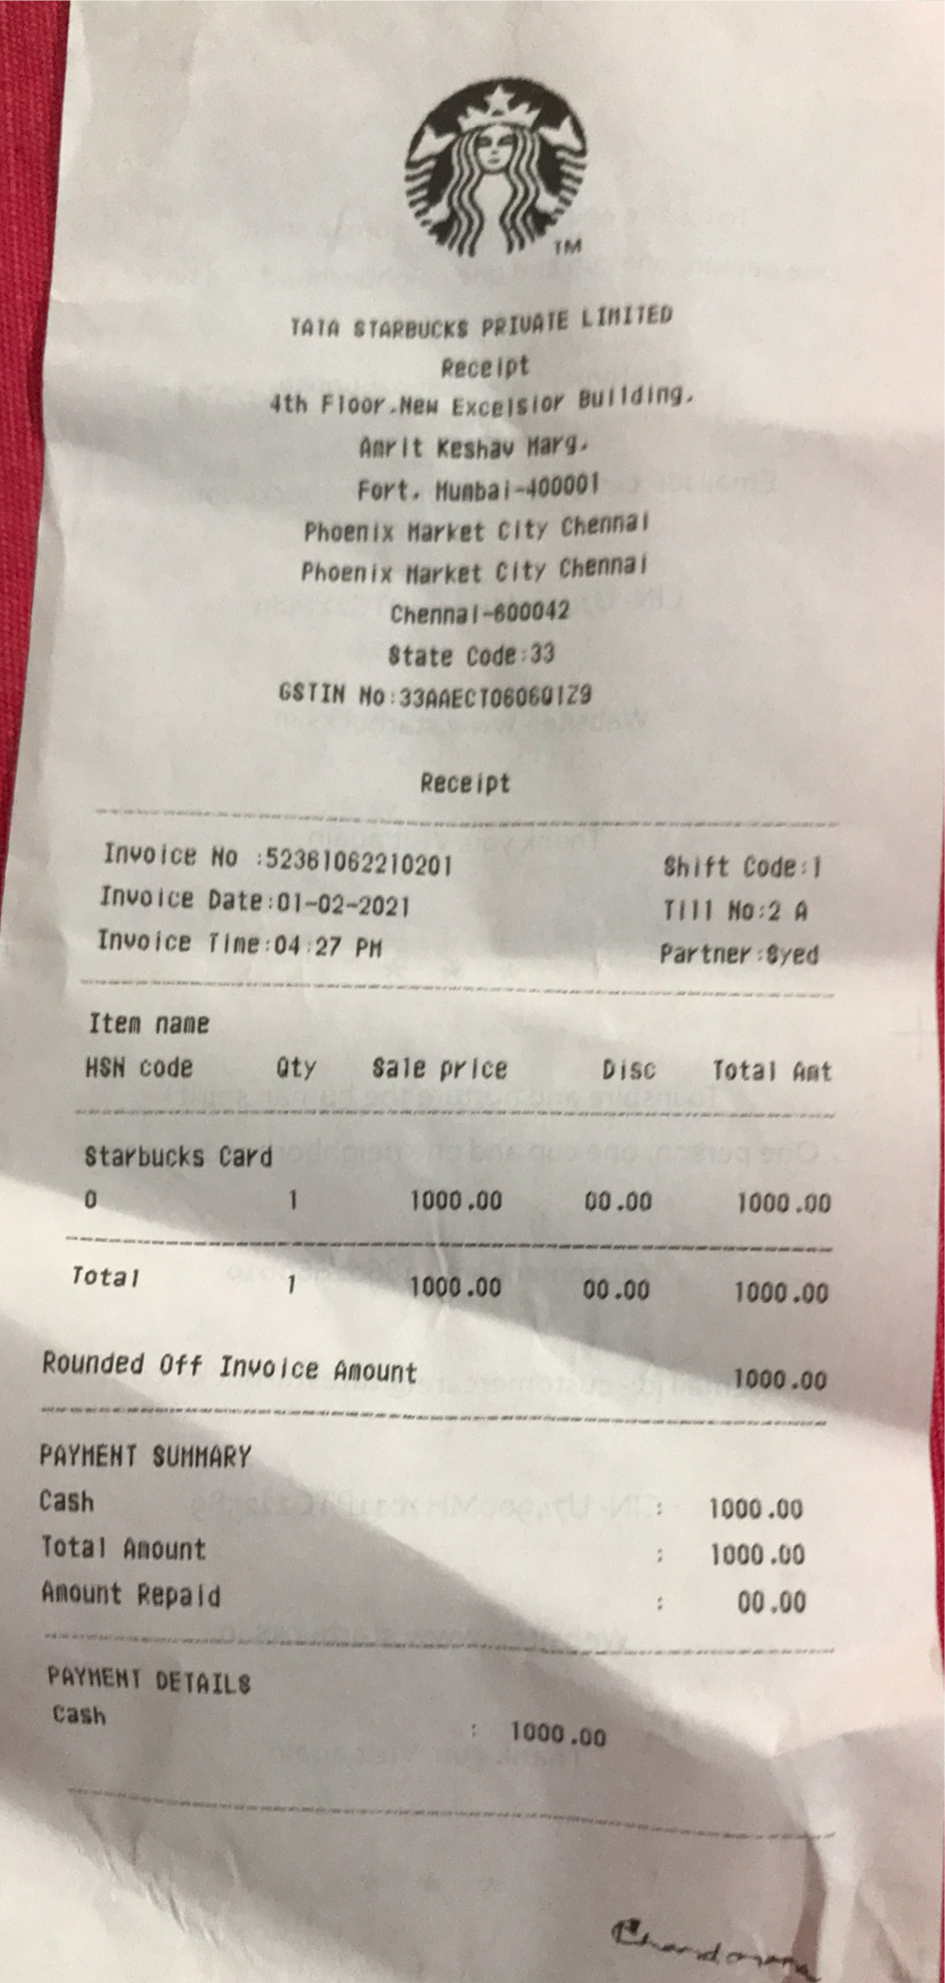 TM
TATA STARBUCKS PRIVATE LIMITED
Receipt
4th Floor.New Excelsior Building.
Amrit Keshav Marg.
Fort. Mumbai-400001
Phoenix Market City Chennai
Phoenix Market City Chennai
Chennai-600042
State Code:33
GSTIN No:33AAECT0606Q1Z9
Receipt
Invoice No :52361062210201 Shift Code:1
Invoice Date:01-02-2021 Till No:2 A
Invoice Time:04:27 PM Partner:Syed
Item name
HSN code Qty Sale price Disc Total Amt
Starbucks Card
0 1 1000.00 00.00 1000.00
Total 1 1000.00 00.00 1000.00
Rounded Off Invoice Amount 1000.00
PAYMENT SUMMARY
Cash : 1000.00
Total Amount : 1000.00
Amount Repaid : 00.00
PAYMENT DETAILS
Cash : 1000.00